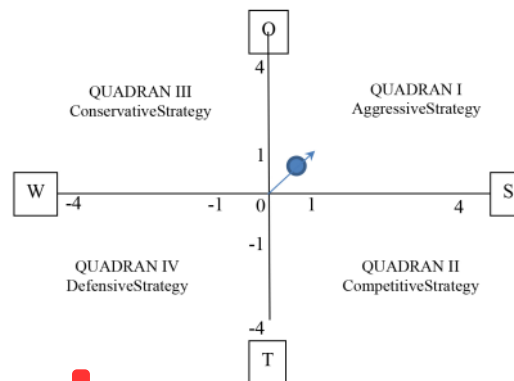 O
4
QUADRAN III
ConservativeStrategy
QUADRAN I
AggressiveStrategy
1
W
-4
-1
0
1
4
S
-1
QUADRAN IV
DefensiveStrategy
QUADRAN II
CompetitiveStrategy
-4
T